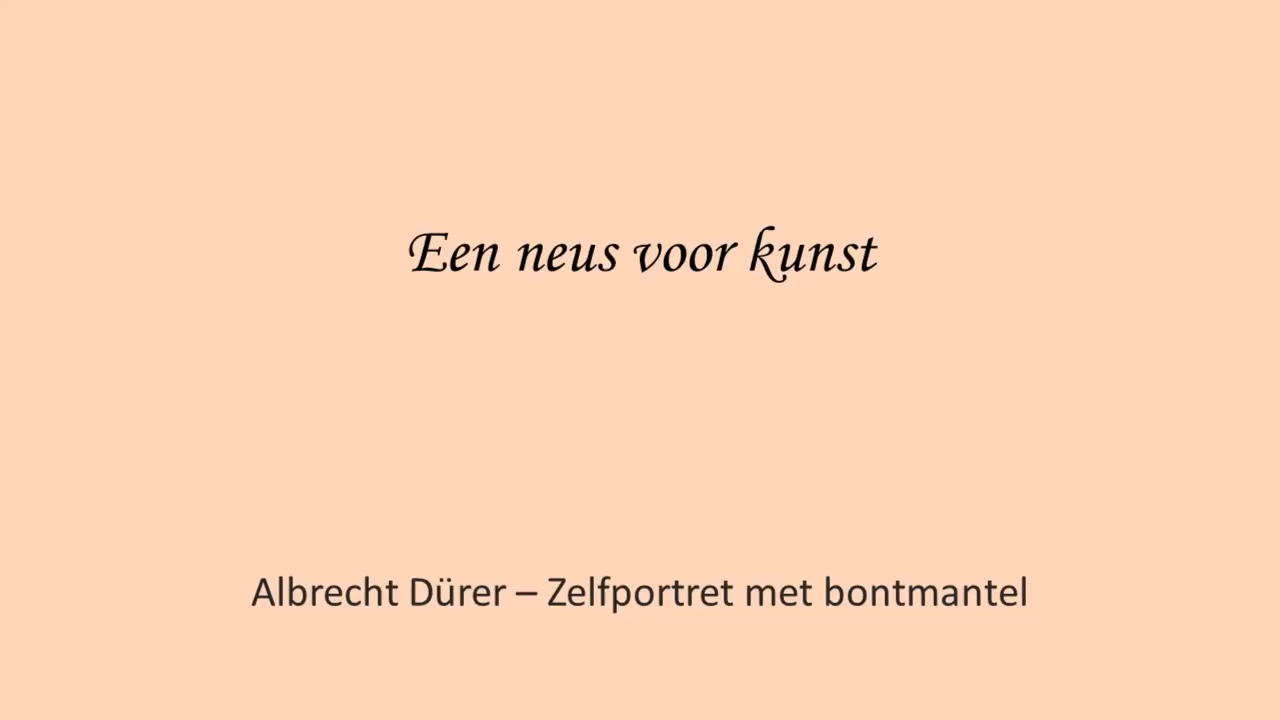 Een neus voor kunst
Albrecht Dürer – Zelfportret met bontmantel